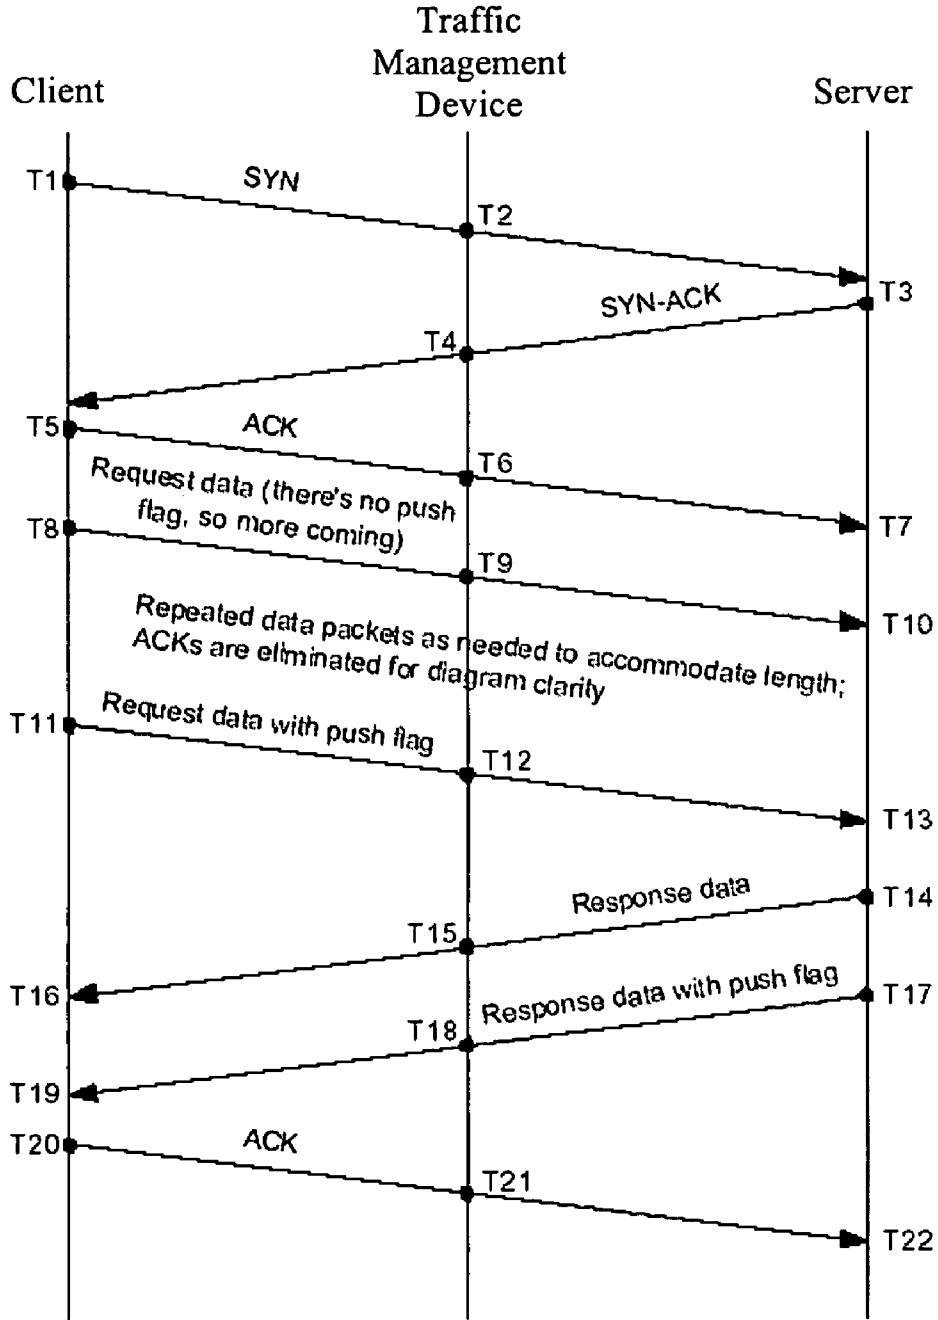 Traffic
Management
Device
Client
Server
T1
SYN
T2
T3
SYN-ACK
T4
T5
ACK
T6
T7
Request data (there's no push
flag, so more coming)
T8
T9
T10
Repeated data packets as needed to accommodate length;
ACKs are eliminated for diagram clarity
T11
Request data with push flag
T12
T13
T14
Response data
T15
T16
T17
Response data with push flag
T18
T19
T20
ACK
T21
T22